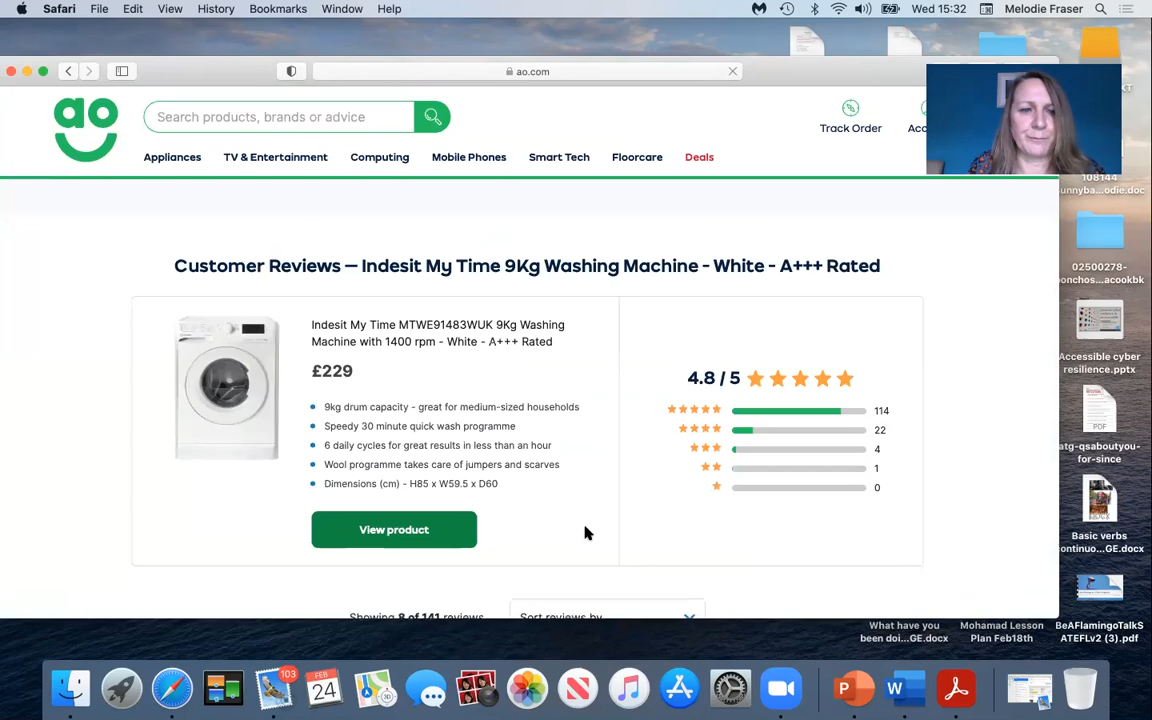 Safari File Edit View History Bookmarks Window Help Wed 15:32 Melodie Fraser
ao.com
ao
Search products, brands or advice
Track Order
Appliances TV & Entertainment Computing Mobile Phones Smart Tech Floorcare Deals
Customer Reviews — Indesit My Time 9Kg Washing Machine - White - A+++ Rated
Indesit My Time MTWE91483WUK 9Kg Washing
Machine with 1400 rpm - White - A+++ Rated
£229
9kg drum capacity - great for medium-sized households
Speedy 30 minute quick wash programme
6 daily cycles for great results in less than an hour
Wool programme takes care of jumpers and scarves
Dimensions (cm) - H85 x W59.5 x D60
View product
4.8 / 5
114
22
4
1
0
Showing 8 of 141 reviews
Sort reviews by
108144
unnyba...odie.doc
02500278-
onchos...acookbk
Accessible cyber
resilience.pptx
PDF
atg-qsaboutyou-
for-since
Basic verbs
continuo...GE.docx
What have you
been doi...GE.docx
Mohamad Lesson
Plan Feb18th
BeAFlamingoTalkS
ATEFLv2 (3).pdf
103
FEB
24
P
W